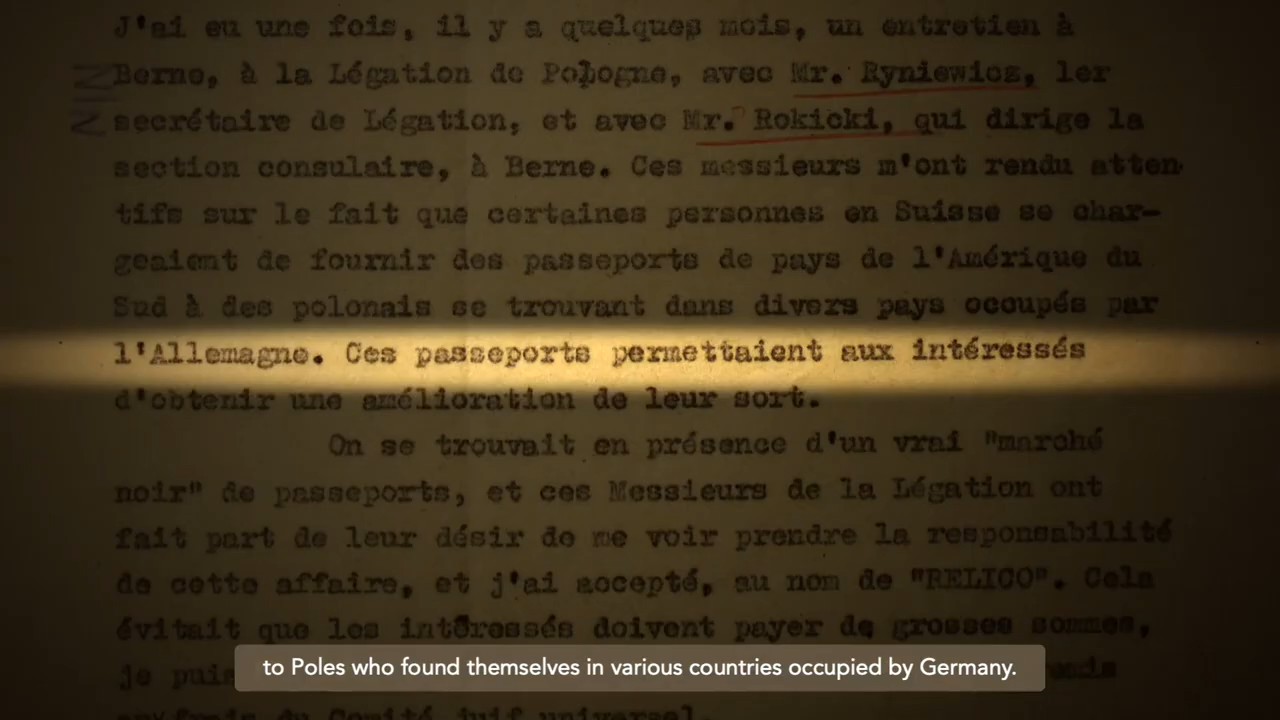 J'ai eu une fois, il y a quelques mois, un entretien à
Berne, à la Légation de Pologne, avec Mr. Ryniewicz, 1er
secrétaire de Légation, et avec Mr. Rokicki, qui dirige la
section consulaire, à Berne. Ces messieurs m'ont rendu atten
tifs sur le fait que certaines personnes en Suisse se char-
geaient de fournir des passeports de pays de l'Amérique du
Sud à des polonais se trouvant dans divers pays occupés par
l'Allemagne. Ces passeports permettaient aux intéressés
d'obtenir une amélioration de leur sort.
On se trouvait en présence d'un vrai "marché
noir" de passeports, et ces Messieurs de la Légation ont
fait part de leur désir de me voir prendre la responsabilité
de cette affaire, et j'ai accepté, au nom de "RELICO". Cela
évitait que les intéressés doivent payer de grosses sommes,
je
to Poles who found themselves in various countries occupied by Germany.
du Comité juif universel.